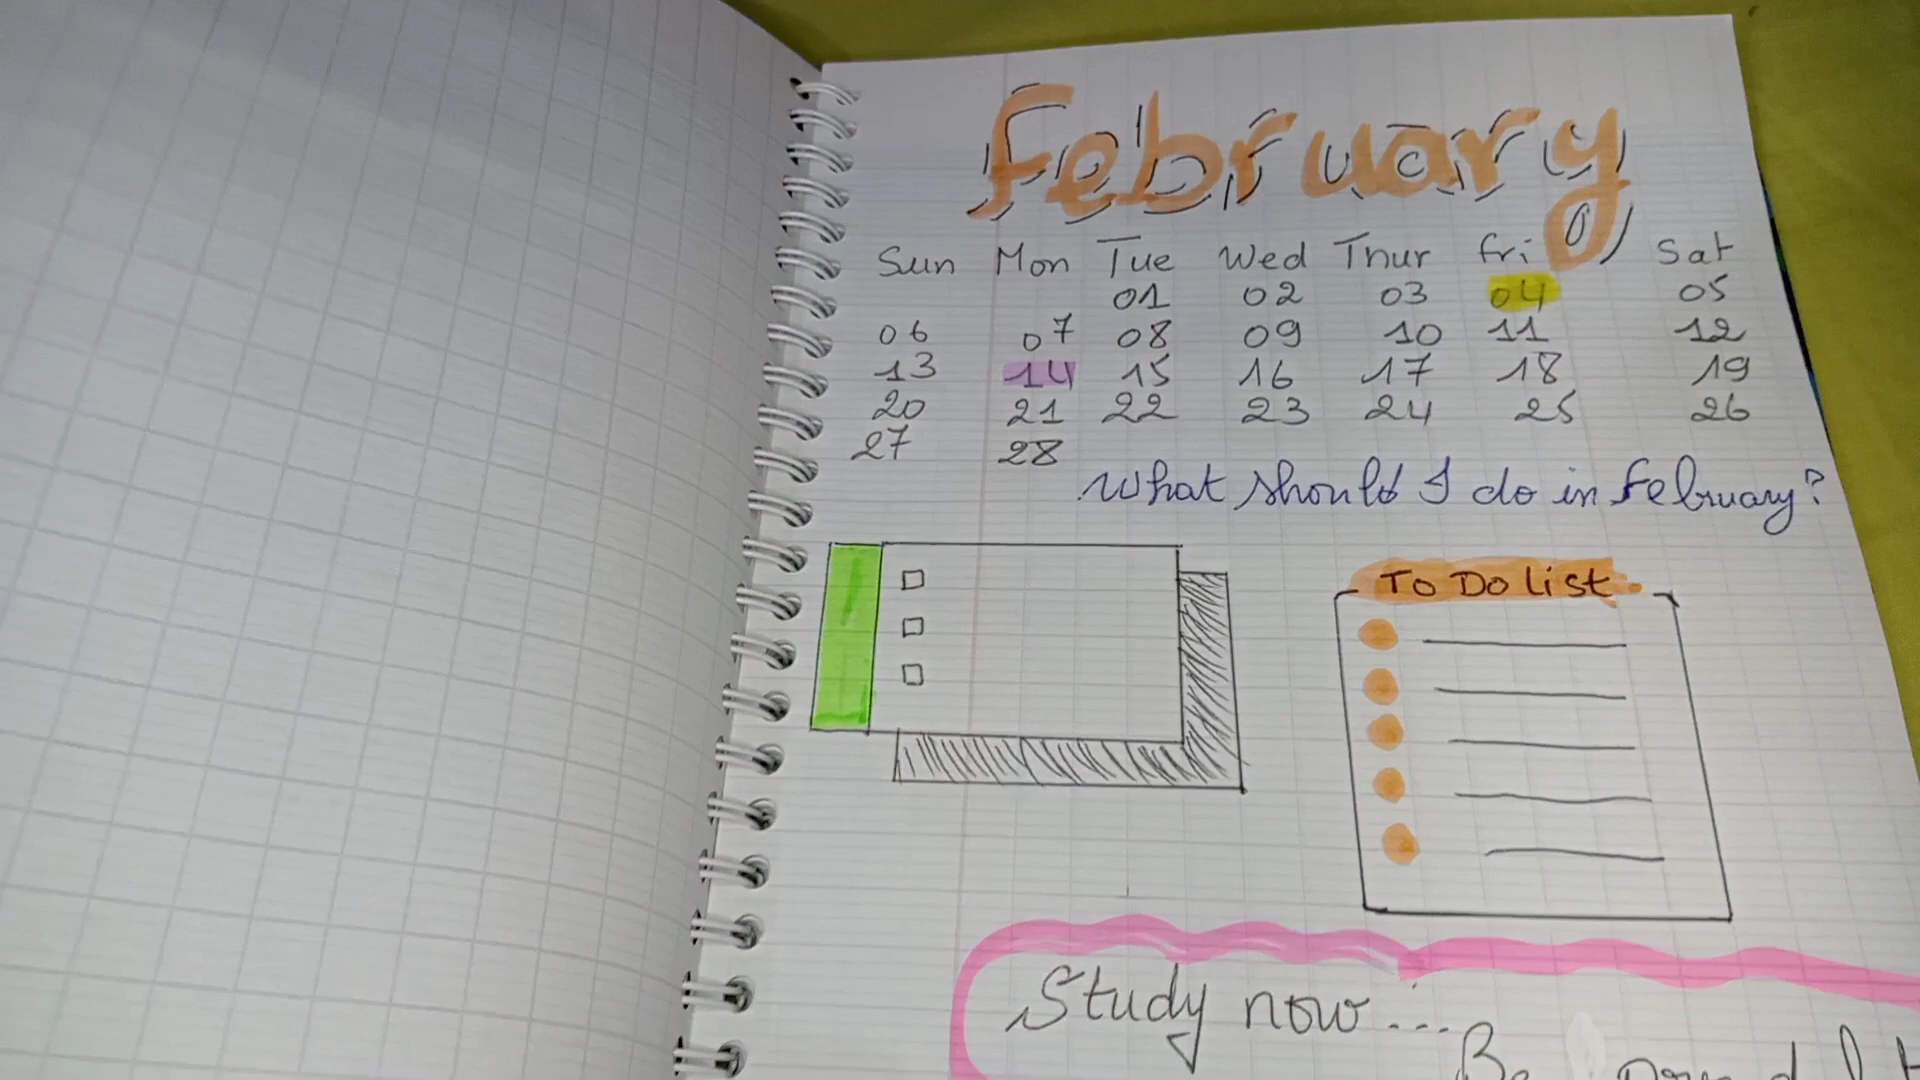 February
Sun Mon Tue Wed Thur Fri Sat
01 02 03 04 05
06 07 08 09 10 11 12
13 14 15 16 17 18 19
20 21 22 23 24 25 26
27 28
What should I do in February?
To Do list
Study now...
Be